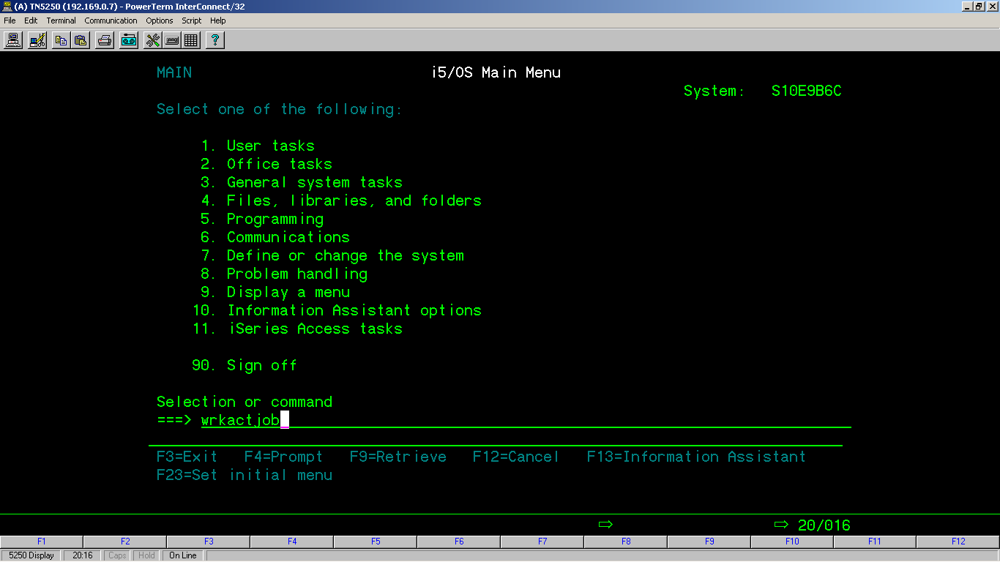 (A) TN5250 (192.169.0.7) - PowerTerm InterConnect/32
File Edit Terminal Communication Options Script Help
MAIN i5/OS Main Menu
System: S10E9B6C
Select one of the following:
1. User tasks
2. Office tasks
3. General system tasks
4. Files, libraries, and folders
5. Programming
6. Communications
7. Define or change the system
8. Problem handling
9. Display a menu
10. Information Assistant options
11. iSeries Access tasks
90. Sign off
Selection or command
===> wrkactjob
F3=Exit F4=Prompt F9=Retrieve F12=Cancel F13=Information Assistant
F23=Set initial menu
20/016
F1 F2 F3 F4 F5 F6 F7 F8 F9 F10 F11 F12
5250 Display 20:16 Caps Hold On Line